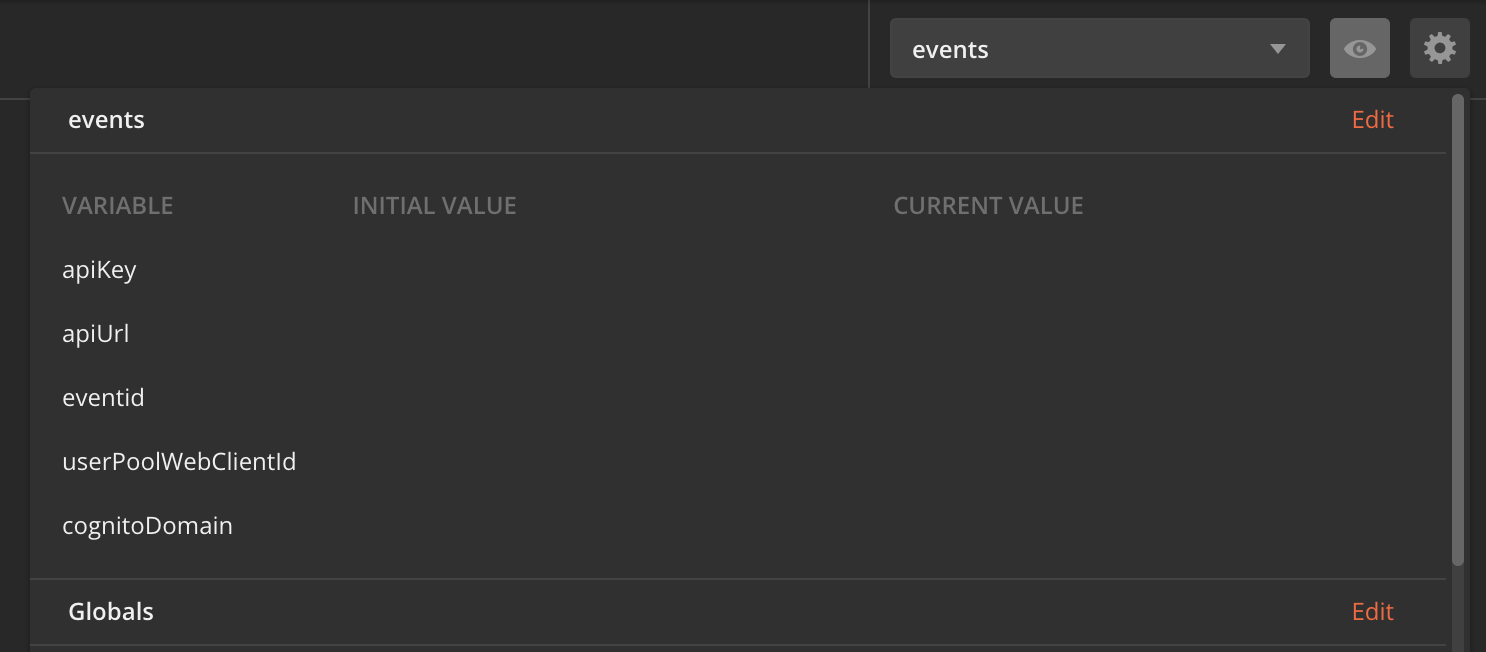 events
events Edit
VARIABLE INITIAL VALUE CURRENT VALUE
apiKey
apiUrl
eventid
userPoolWebClientId
cognitoDomain
Globals Edit